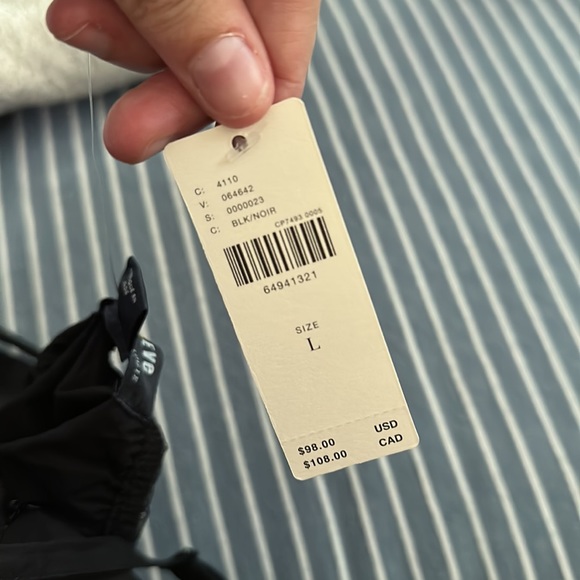 C: 4110
V: 064642
S: 0000023
C: BLK/NOIR
CP7493 0005
64941321
SIZE
L
$98.00 USD
$108.00 CAD